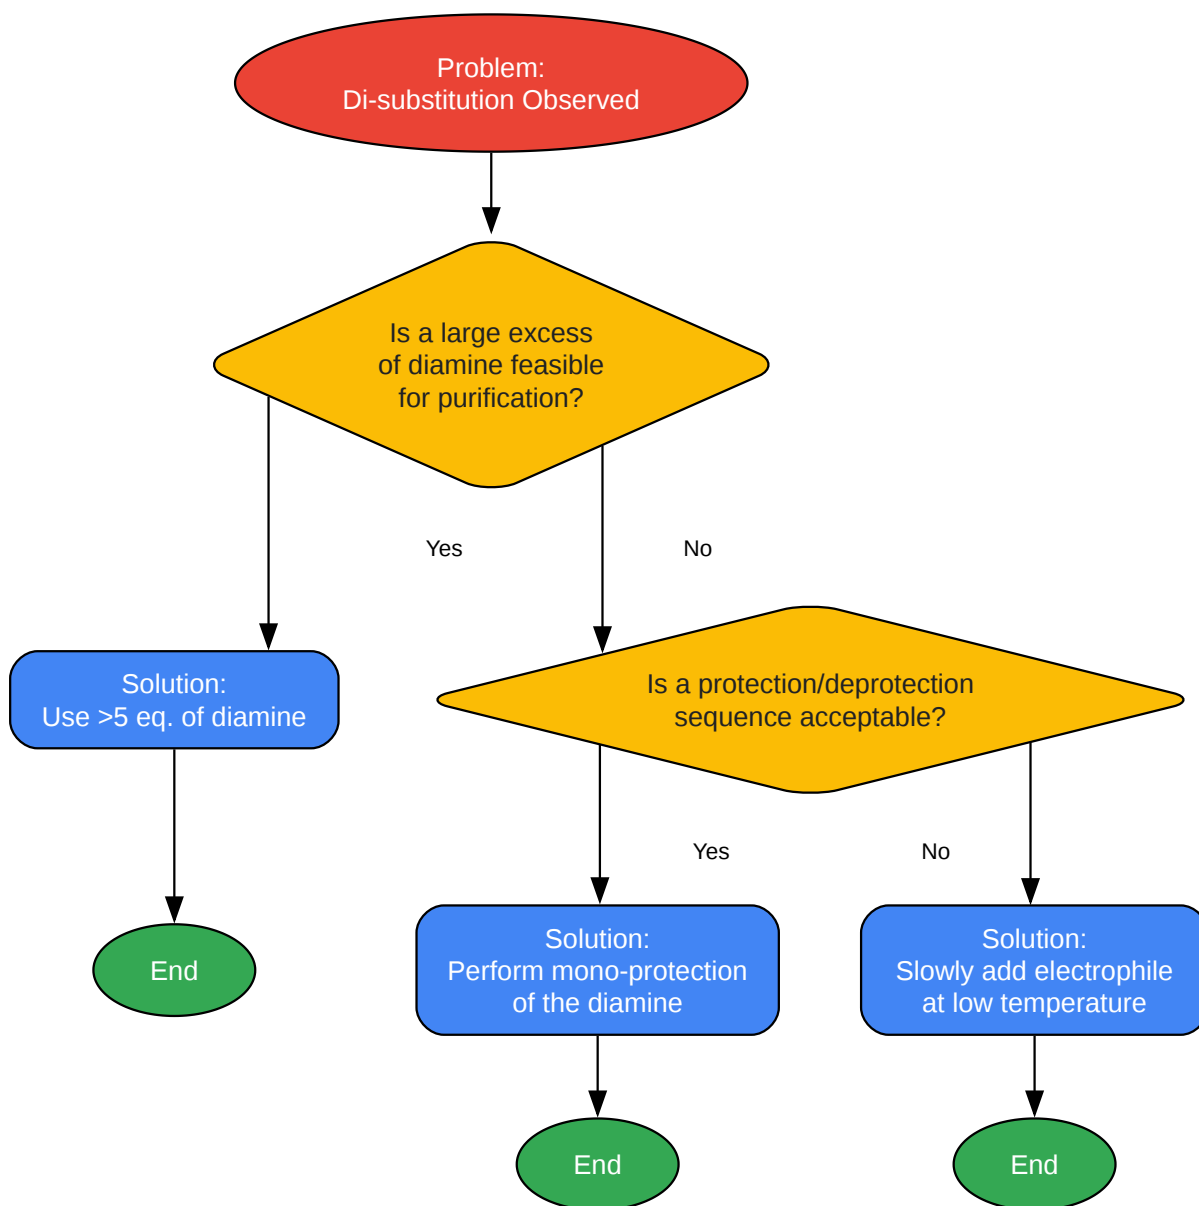 Problem:
Di-substitution Observed
Is a large excess
of diamine feasible
for purification?
Yes
No
Solution:
Use >5 eq. of diamine
Is a protection/deprotection
sequence acceptable?
Yes
No
End
Solution:
Perform mono-protection
of the diamine
Solution:
Slowly add electrophile
at low temperature
End
End